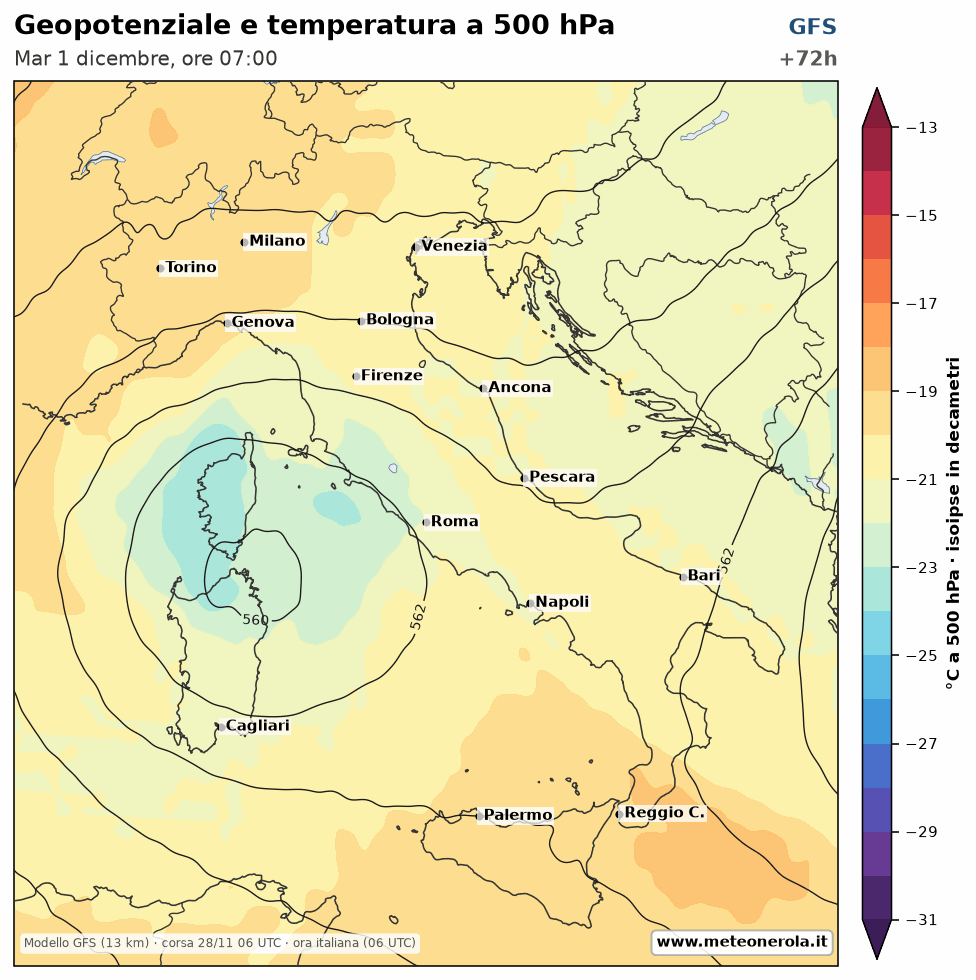 Geopotenziale e temperatura a 500 hPa
GFS
Mar 1 dicembre, ore 07:00
+72h
Milano
Venezia
Torino
Genova
Bologna
Firenze
Ancona
Pescara
Roma
562
Bari
Napoli
562
560
Cagliari
Palermo
Reggio C.
Modello GFS (13 km) · corsa 28/11 06 UTC · ora italiana (06 UTC)
www.meteonerola.it
−13
−15
−17
−19
−21
−23
−25
−27
−29
−31
°C a 500 hPa · isoipse in decametri